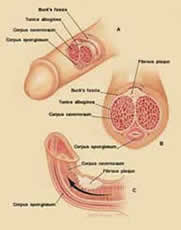 Buck's fascia
A
Tunica albuginea
Corpus cavernosum
Corpus spongiosum
Fibrous plaque
Buck's fascia
Tunica albuginea
Corpus cavernosum
Corpus spongiosum
B
Corpus cavernosum
Fibrous plaque
Corpus spongiosum
C